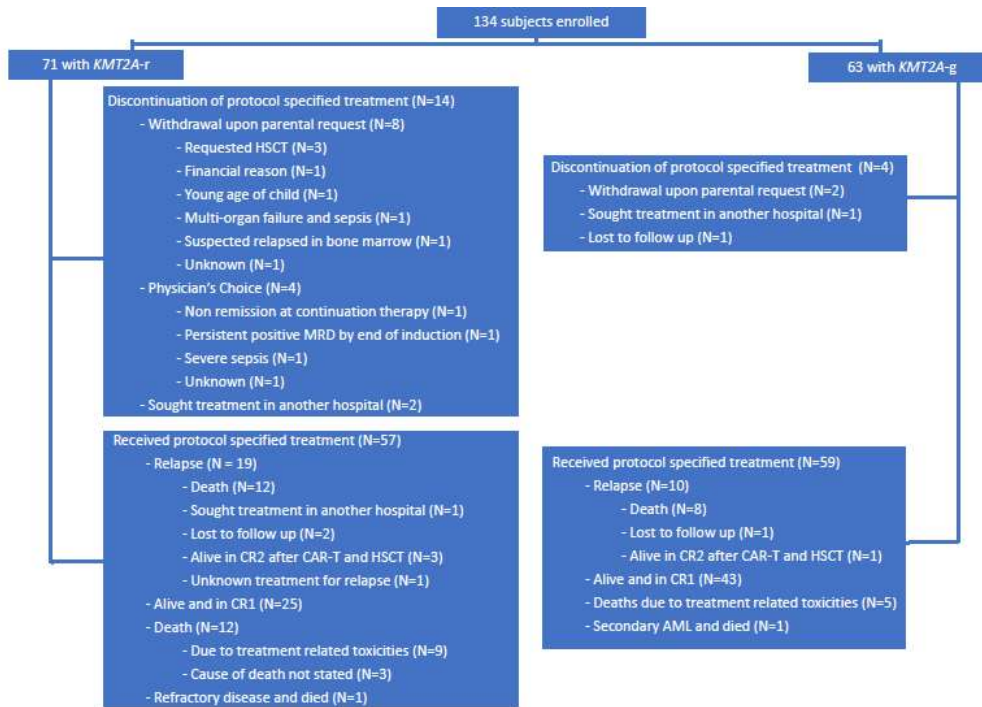 134 subjects enrolled
71 with KMT2A-r
63 with KMT2A-g
Discontinuation of protocol specified treatment (N=14)
- Withdrawal upon parental request (N=8)
- Requested HSCT (N=3)
- Financial reason (N=1)
- Young age of child (N=1)
- Multi-organ failure and sepsis (N=1)
- Suspected relapsed in bone marrow (N=1)
- Unknown (N=1)
- Physician's Choice (N=4)
- Non remission at continuation therapy (N=1)
- Persistent positive MRD by end of induction (N=1)
- Severe sepsis (N=1)
- Unknown (N=1)
- Sought treatment in another hospital (N=2)
Discontinuation of protocol specified treatment (N=4)
- Withdrawal upon parental request (N=2)
- Sought treatment in another hospital (N=1)
- Lost to follow up (N=1)
Received protocol specified treatment (N=57)
- Relapse (N = 19)
- Death (N=12)
- Sought treatment in another hospital (N=1)
- Lost to follow up (N=2)
- Alive in CR2 after CAR-T and HSCT (N=3)
- Unknown treatment for relapse (N=1)
- Alive and in CR1 (N=25)
- Death (N=12)
- Due to treatment related toxicities (N=9)
- Cause of death not stated (N=3)
- Refractory disease and died (N=1)
Received protocol specified treatment (N=59)
- Relapse (N=10)
- Death (N=8)
- Lost to follow up (N=1)
- Alive in CR2 after CAR-T and HSCT (N=1)
- Alive and in CR1 (N=43)
- Deaths due to treatment related toxicities (N=5)
- Secondary AML and died (N=1)